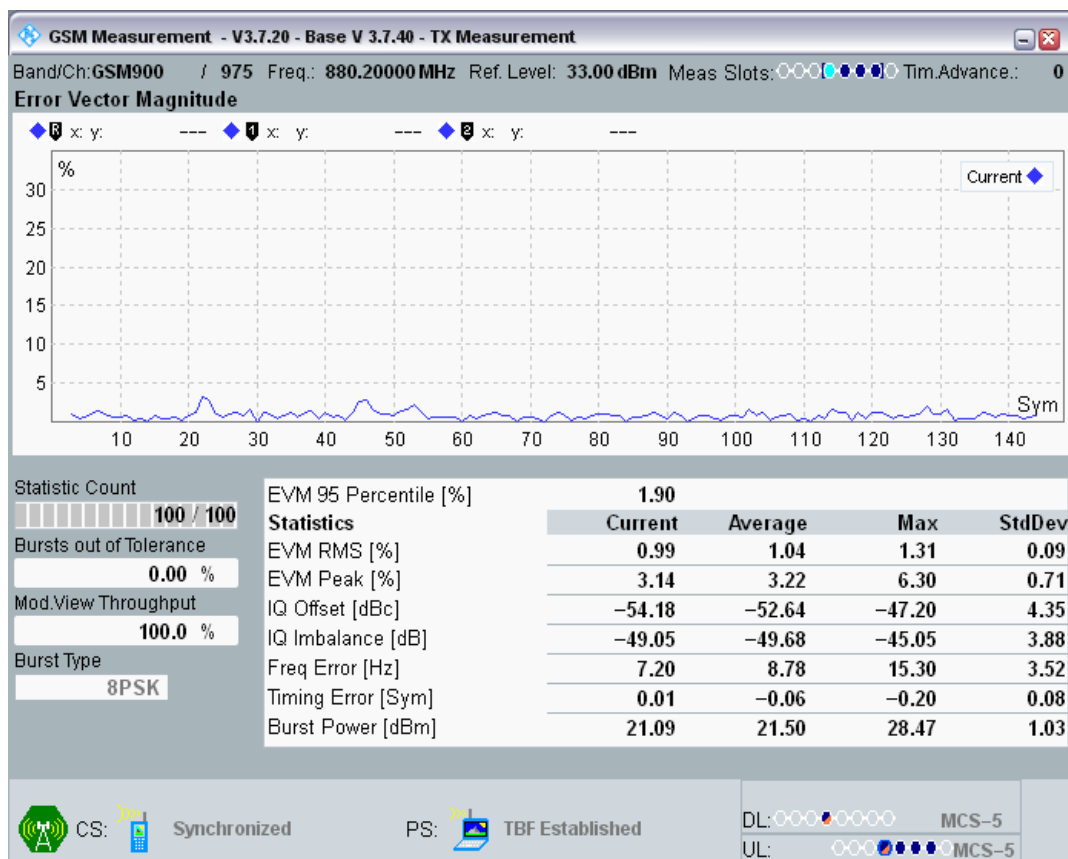 GSM Measurement - V3.7.20 - Base V 3.7.40 - TX Measurement
Band/Ch:GSM900 / 975 Freq.: 880.20000 MHz Ref. Level: 33.00 dBm Meas Slots: Tim.Advance.: 0
Error Vector Magnitude
R x: y: --- 1 x: y: --- 2 x: y: ---
%
Current
30
25
20
15
10
5
Sym
10 20 30 40 50 60 70 80 90 100 110 120 130 140
Statistic Count
100 / 100
Bursts out of Tolerance
0.00 %
Mod.View Throughput
100.0 %
Burst Type
8PSK
EVM 95 Percentile [%] 1.90
Statistics Current Average Max StdDev
EVM RMS [%] 0.99 1.04 1.31 0.09
EVM Peak [%] 3.14 3.22 6.30 0.71
IQ Offset [dBc] −54.18 −52.64 −47.20 4.35
IQ Imbalance [dB] −49.05 −49.68 −45.05 3.88
Freq Error [Hz] 7.20 8.78 15.30 3.52
Timing Error [Sym] 0.01 −0.06 −0.20 0.08
Burst Power [dBm] 21.09 21.50 28.47 1.03
CS: Synchronized PS: TBF Established
DL: MCS−5
UL: MCS−5